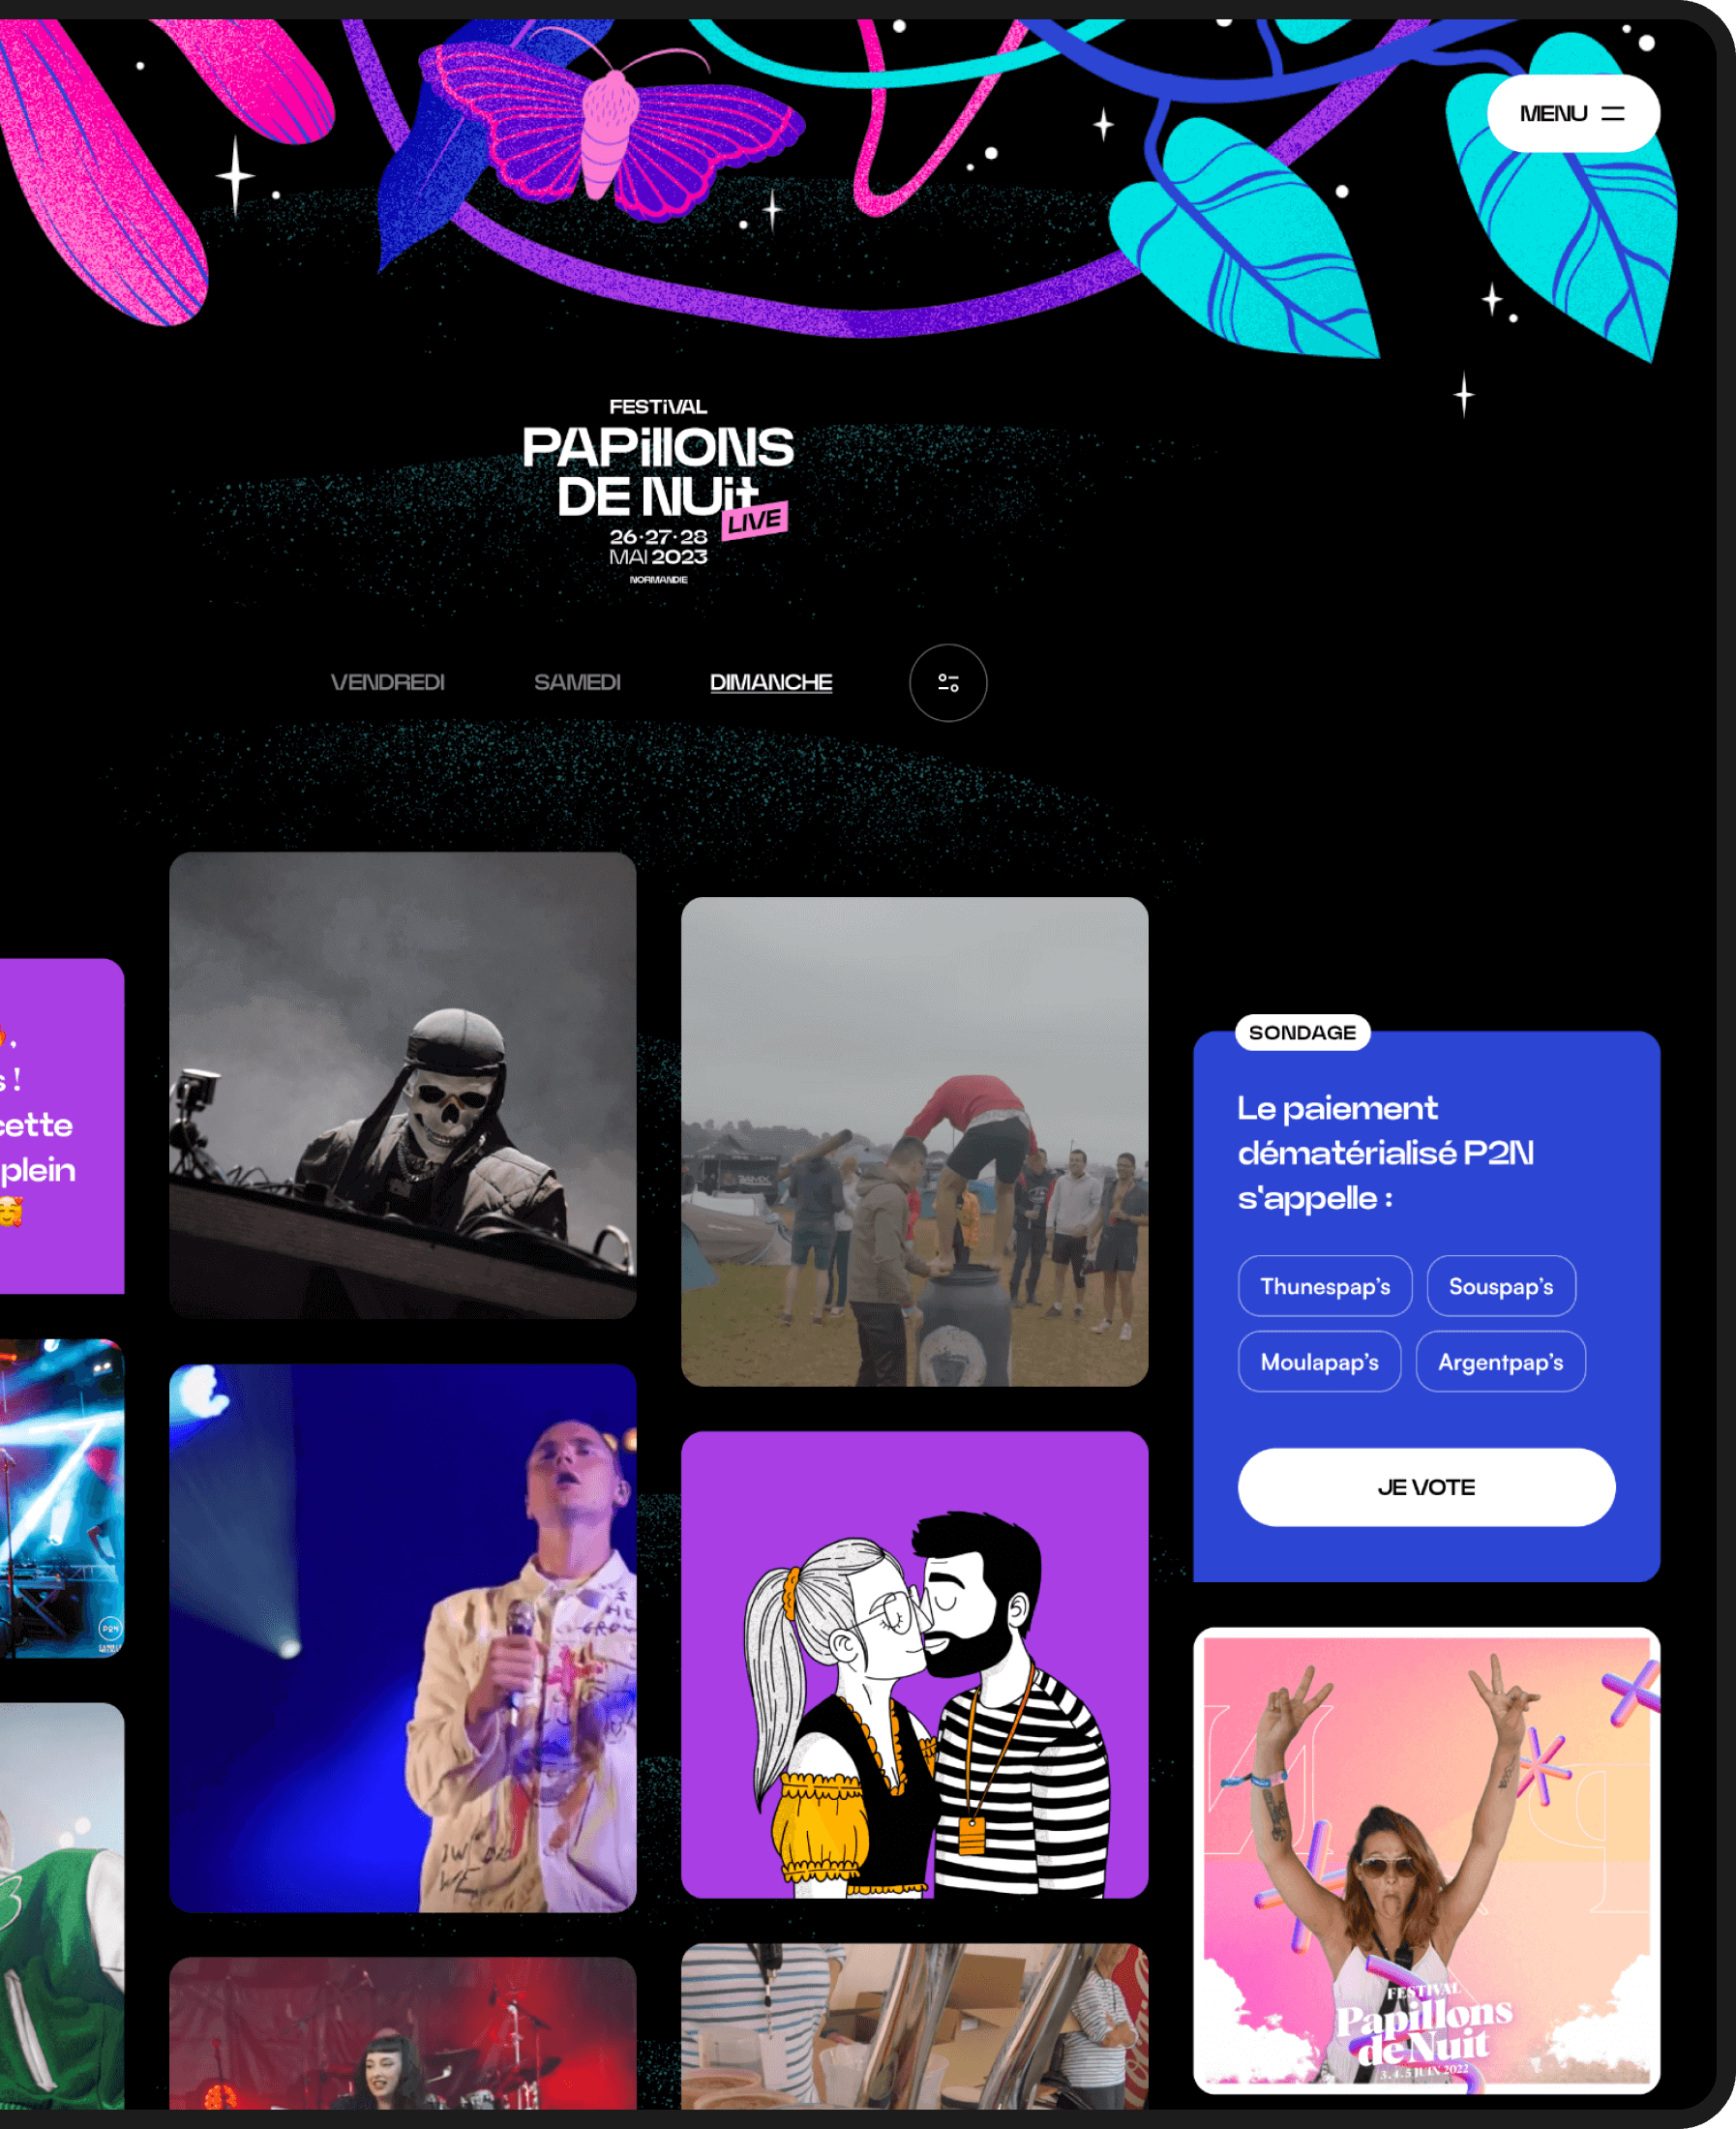 MENU
FESTiVAL
PAPillONS
DE NUit
LIVE
26·27·28
MAI 2023
NORMANDIE
VENDREDI
SAMEDI
DIMANCHE
s !
cette
plein
SONDAGE
Le paiement
dématérialisé P2N
s'appelle :
Thunespap’s
Souspap’s
Moulapap’s
Argentpap’s
JE VOTE
FESTIVAL
Papillons
de Nuit
3.4.5 JUIN 2022